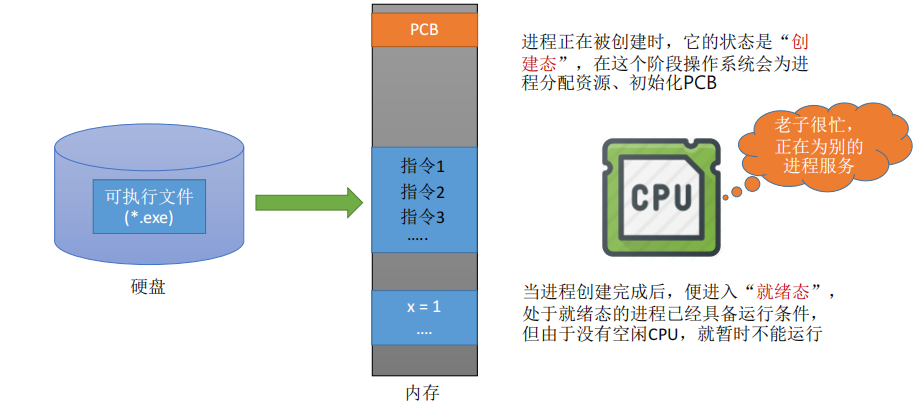 PCB
进程正在被创建时，它的状态是“创
建态”，在这个阶段操作系统会为进
程分配资源、初始化PCB
老子很忙，
正在为别的
进程服务
CPU
可执行文件
(*.exe)
硬盘
指令1
指令2
指令3
…..
x = 1
….
内存
当进程创建完成后，便进入“就绪态”，
处于就绪态的进程已经具备运行条件，
但由于没有空闲CPU，就暂时不能运行